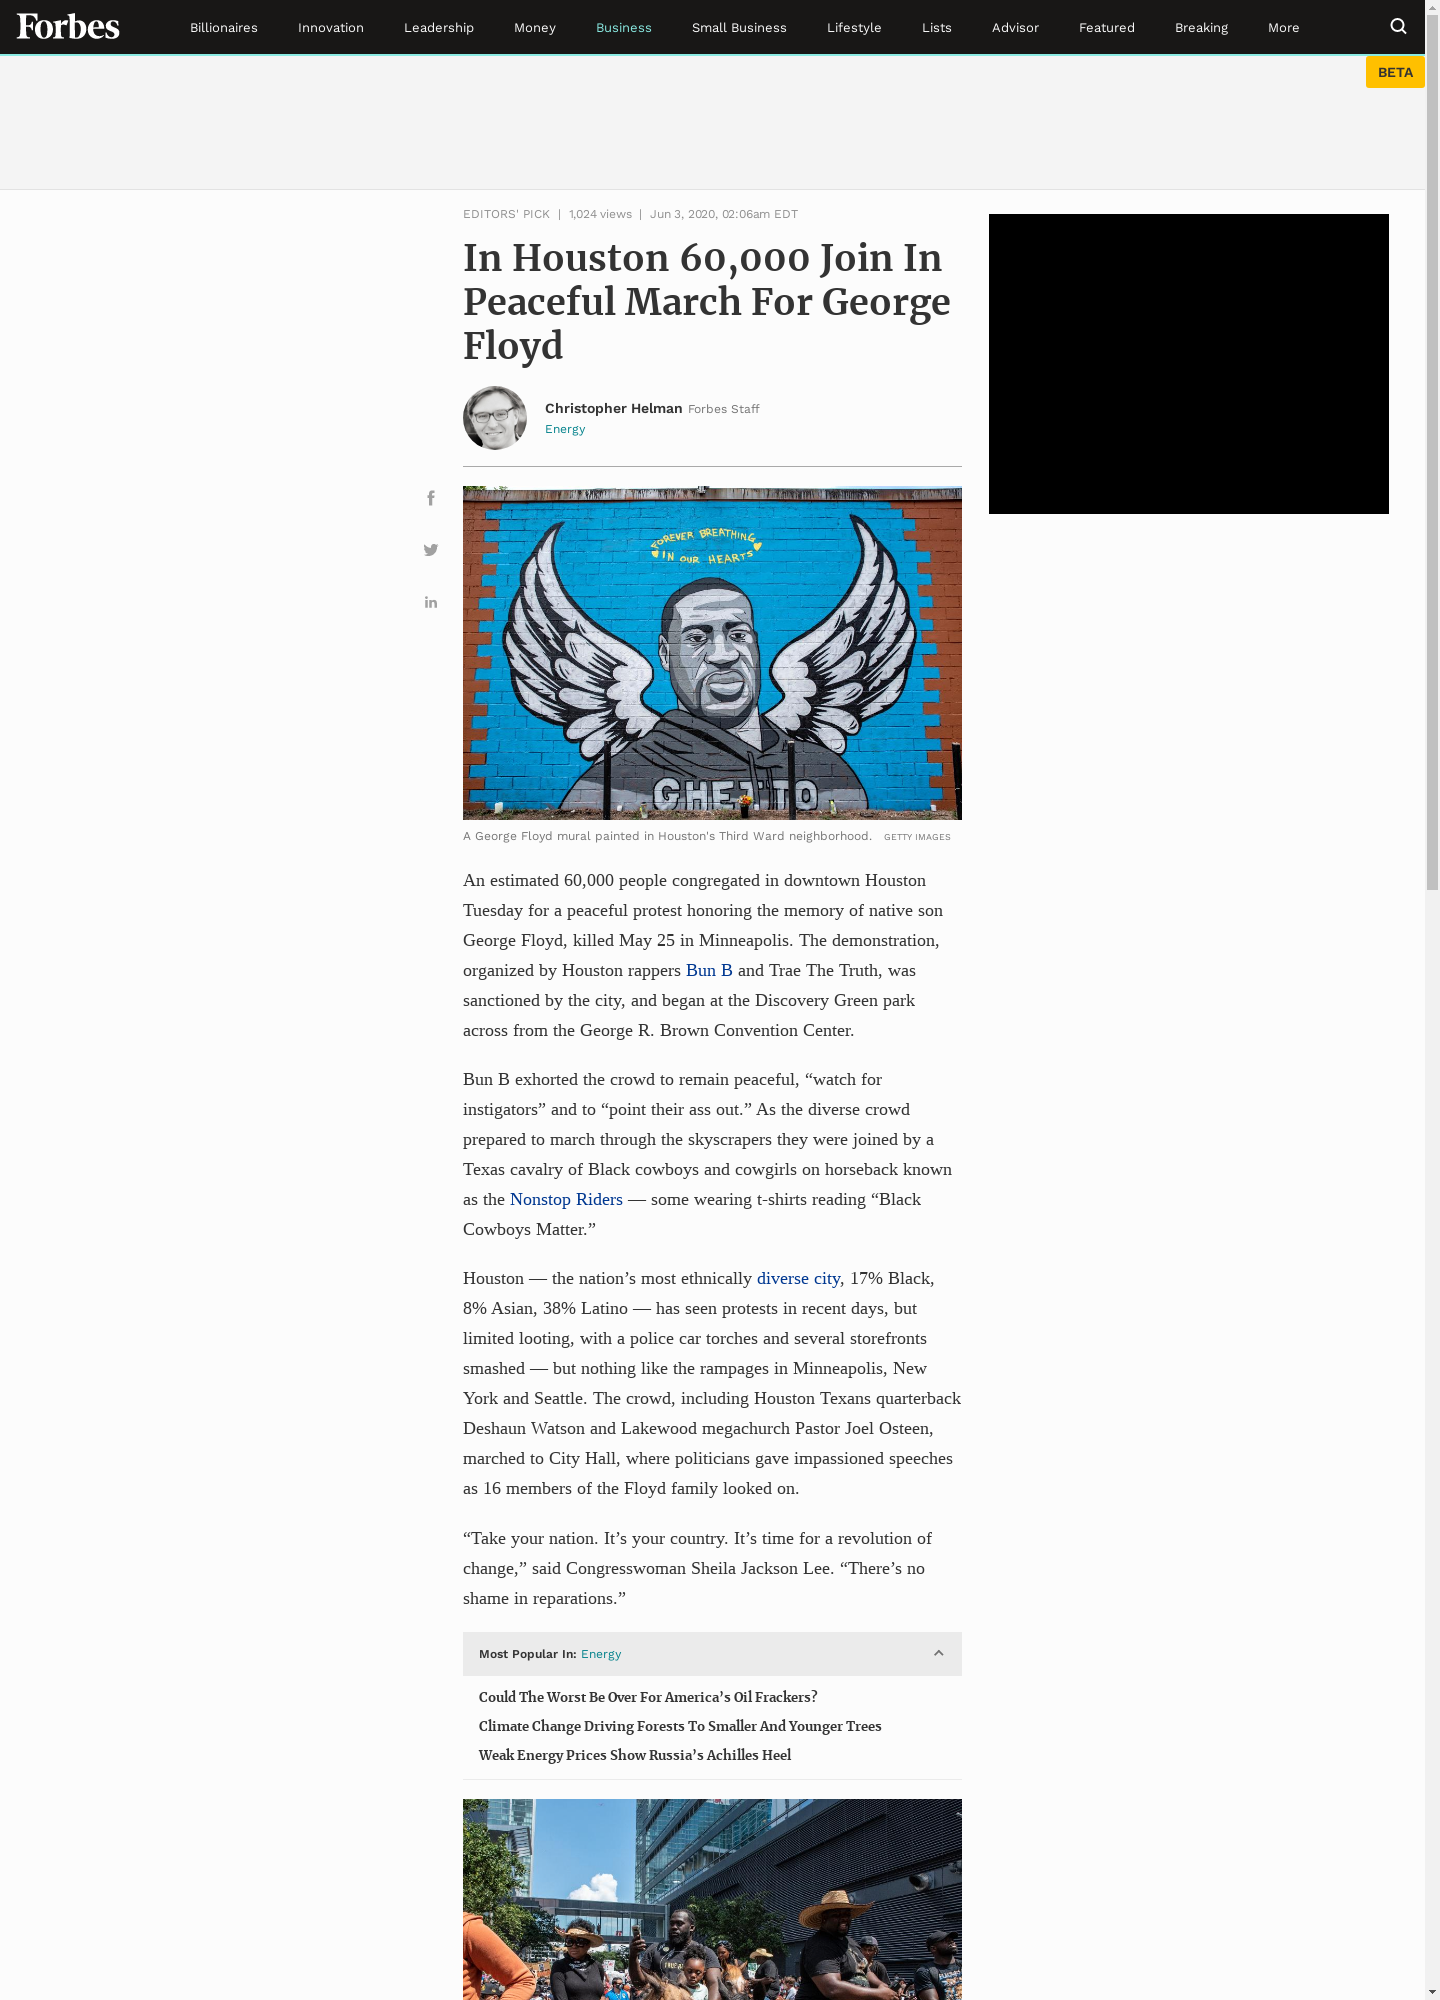 Forbes
Billionaires Innovation Leadership Money Business Small Business Lifestyle Lists Advisor Featured Breaking More
BETA
EDITORS' PICK | 1,024 views | Jun 3, 2020, 02:06am EDT
In Houston 60,000 Join In
Peaceful March For George
Floyd
Christopher Helman Forbes Staff
Energy
FOREVER BREATHING
IN OUR HEARTS
GHETTO
A George Floyd mural painted in Houston's Third Ward neighborhood. GETTY IMAGES
An estimated 60,000 people congregated in downtown Houston
Tuesday for a peaceful protest honoring the memory of native son
George Floyd, killed May 25 in Minneapolis. The demonstration,
organized by Houston rappers Bun B and Trae The Truth, was
sanctioned by the city, and began at the Discovery Green park
across from the George R. Brown Convention Center.
Bun B exhorted the crowd to remain peaceful, “watch for
instigators” and to “point their ass out.” As the diverse crowd
prepared to march through the skyscrapers they were joined by a
Texas cavalry of Black cowboys and cowgirls on horseback known
as the Nonstop Riders — some wearing t-shirts reading “Black
Cowboys Matter.”
Houston — the nation’s most ethnically diverse city, 17% Black,
8% Asian, 38% Latino — has seen protests in recent days, but
limited looting, with a police car torches and several storefronts
smashed — but nothing like the rampages in Minneapolis, New
York and Seattle. The crowd, including Houston Texans quarterback
Deshaun Watson and Lakewood megachurch Pastor Joel Osteen,
marched to City Hall, where politicians gave impassioned speeches
as 16 members of the Floyd family looked on.
“Take your nation. It’s your country. It’s time for a revolution of
change,” said Congresswoman Sheila Jackson Lee. “There’s no
shame in reparations.”
Most Popular In: Energy
Could The Worst Be Over For America’s Oil Frackers?
Climate Change Driving Forests To Smaller And Younger Trees
Weak Energy Prices Show Russia’s Achilles Heel